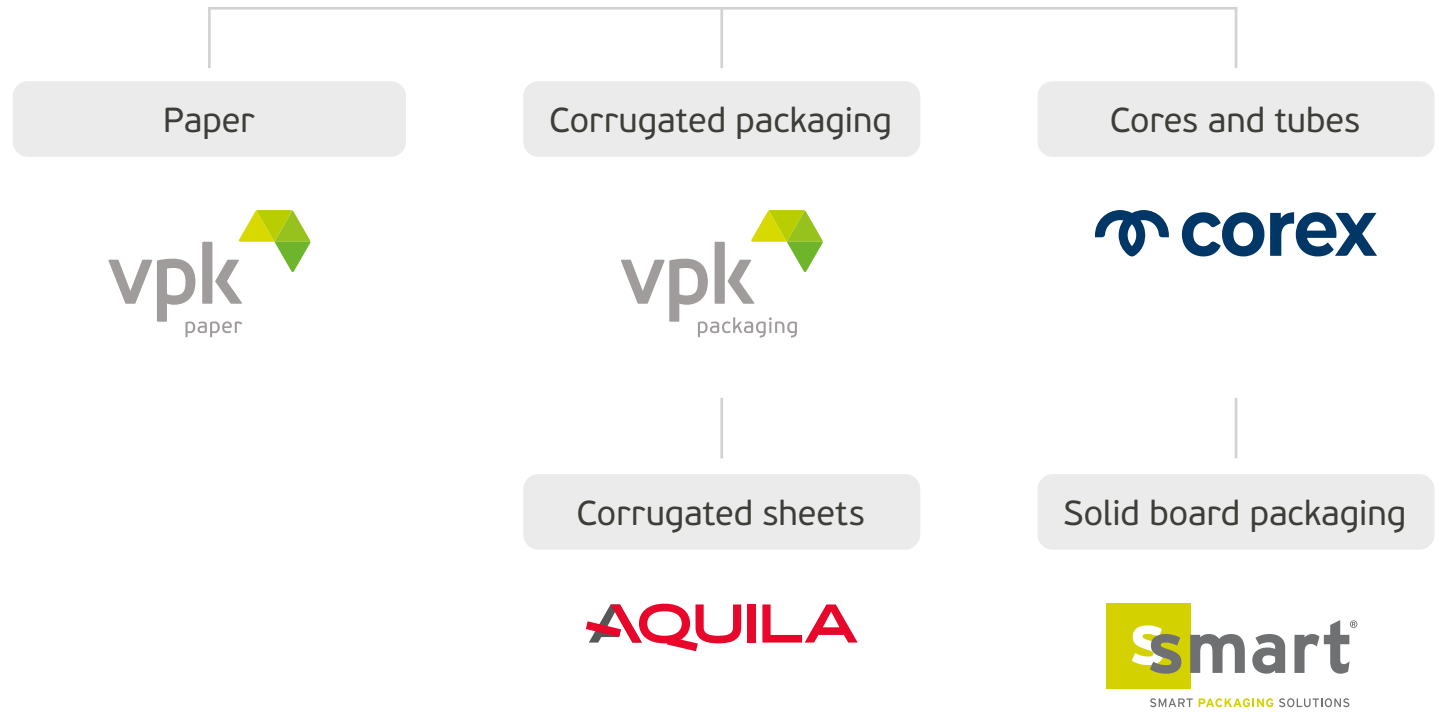 Paper
Corrugated packaging
Cores and tubes
vpk
paper
vpk
packaging
corex
Corrugated sheets
Solid board packaging
AQUILA
ssmart®
SMART PACKAGING SOLUTIONS